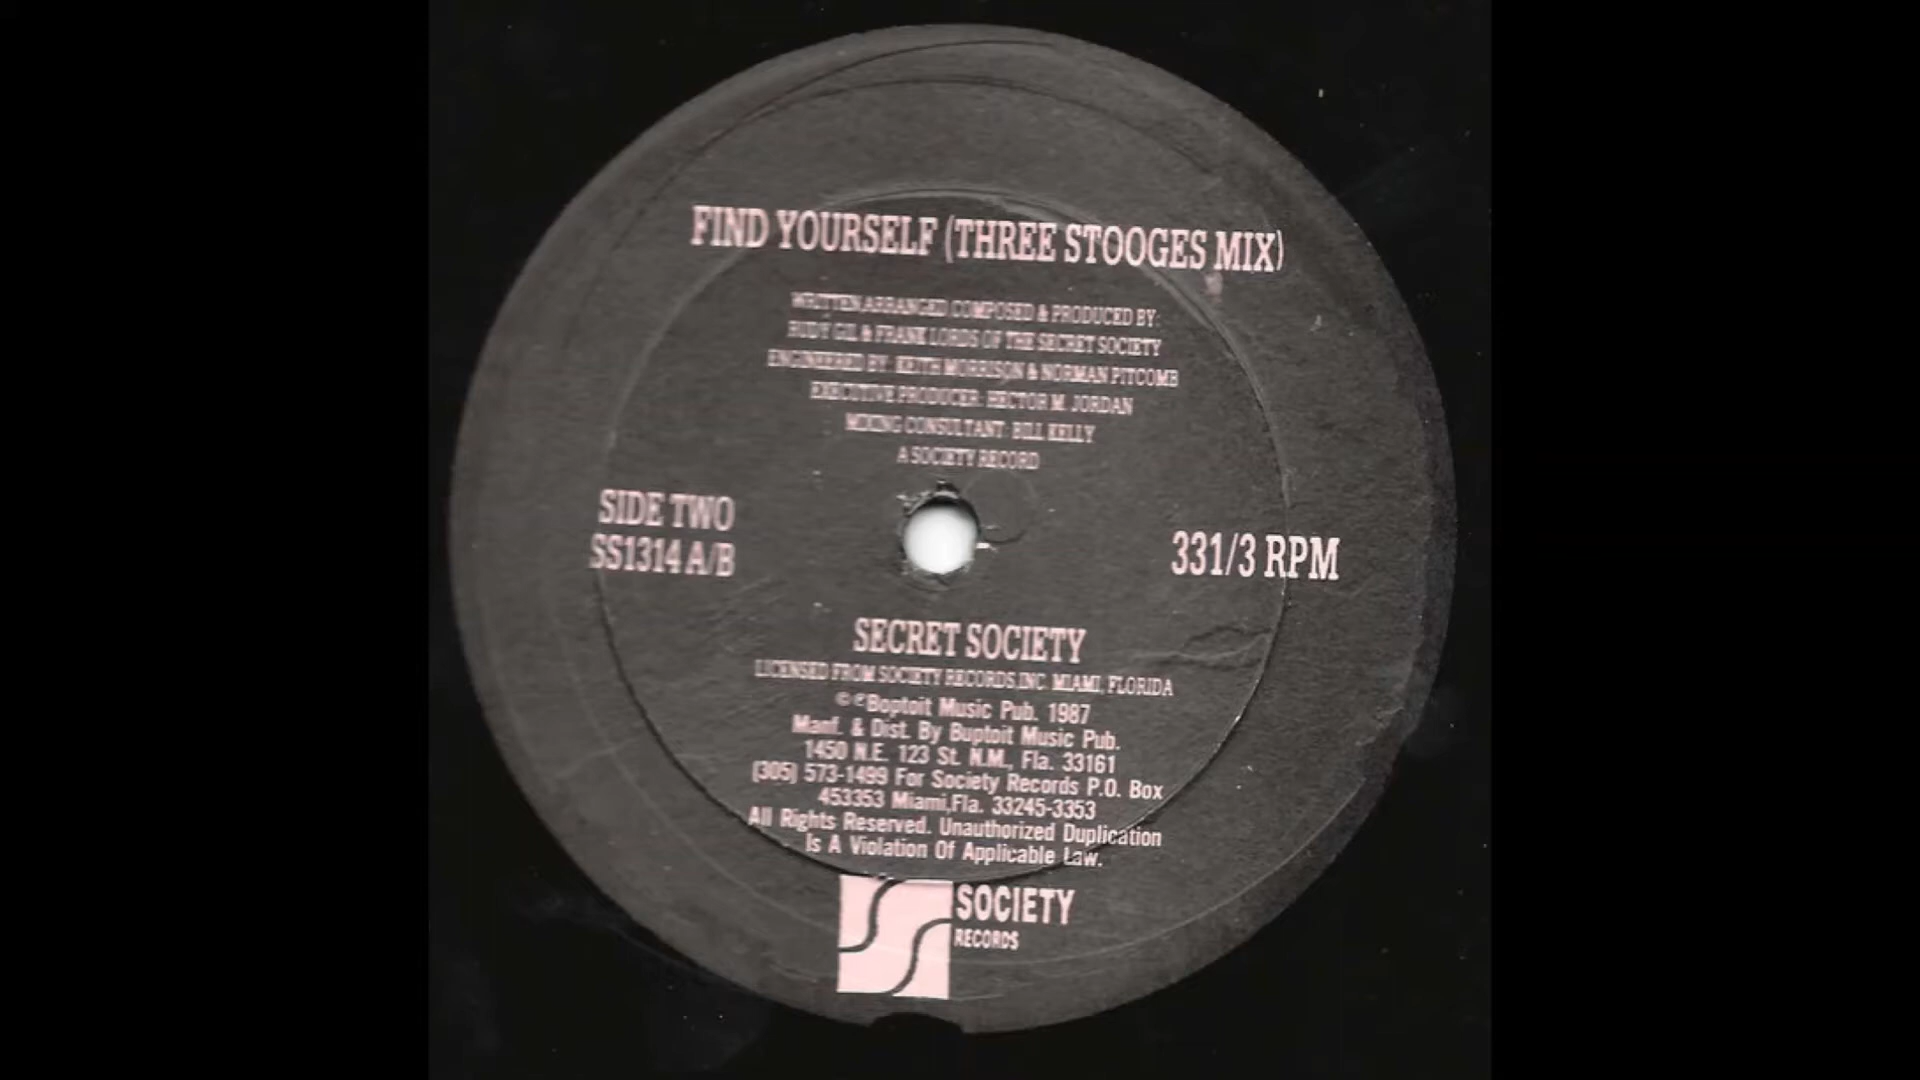 FIND YOURSELF (THREE STOOGES MIX)
WRITTEN ARRANGED COMPOSED & PRODUCED BY:
RUDY GIL & FRANK LORDS OF THE SECRET SOCIETY
ENGINEERED BY: KEITH MORRISON & NORMAN PITCOMB
EXECUTIVE PRODUCER: HECTOR M. JORDAN
MIXING CONSULTANT: BILL KELLY
A SOCIETY RECORD
SIDE TWO
SS1314 A/B
331/3 RPM
SECRET SOCIETY
LICENSED FROM SOCIETY RECORDS,INC. MIAMI, FLORIDA
©℗Boptoit Music Pub. 1987
Manf. & Dist. By Buptoit Music Pub.
1450 N.E. 123 St. N.M., Fla. 33161
(305) 573-1499 For Society Records P.O. Box
453353 Miami,Fla. 33245-3353
All Rights Reserved. Unauthorized Duplication
Is A Violation Of Applicable Law.
SOCIETY
RECORDS